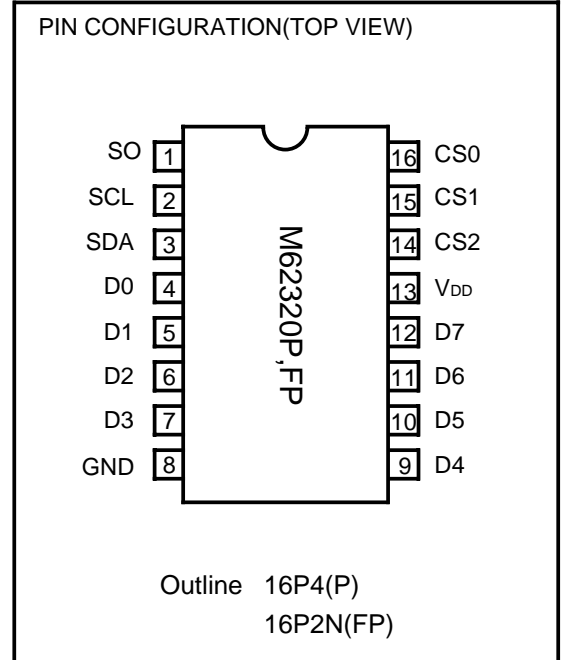 PIN CONFIGURATION(TOP VIEW)
SO 1 16 CS0
SCL 2 15 CS1
SDA 3 14 CS2
D0 4 13 VDD
D1 5 12 D7
D2 6 11 D6
D3 7 10 D5
GND 8 9 D4
M62320P,FP
Outline 16P4(P)
16P2N(FP)